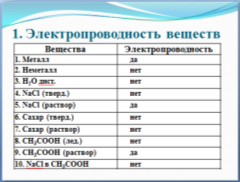 1. Электропроводность веществ
Вещества Электропроводность
1. Металл да
2. Неметалл нет
3. H₂O дист. нет
4. NaCl (тверд.) нет
5. NaCl (раствор) да
6. Сахар (тверд.) нет
7. Сахар (раствор) нет
8. CH₃COOH (лед.) нет
9. CH₃COOH (раствор) да
10. NaCl в CH₃COOH нет